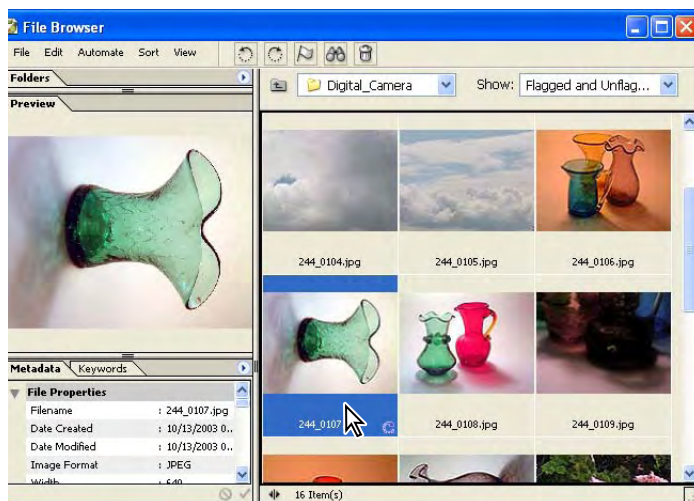 File Browser
File Edit Automate Sort View
Folders
Digital_Camera Show: Flagged and Unflag...
Preview
244_0104.jpg 244_0105.jpg 244_0106.jpg
Metadata Keywords
File Properties
Filename : 244_0107.jpg
244_0107 244_0108.jpg 244_0109.jpg
Date Created : 10/13/2003 0..
Date Modified : 10/13/2003 0..
Image Format : JPEG
Width : 640
16 Item(s)